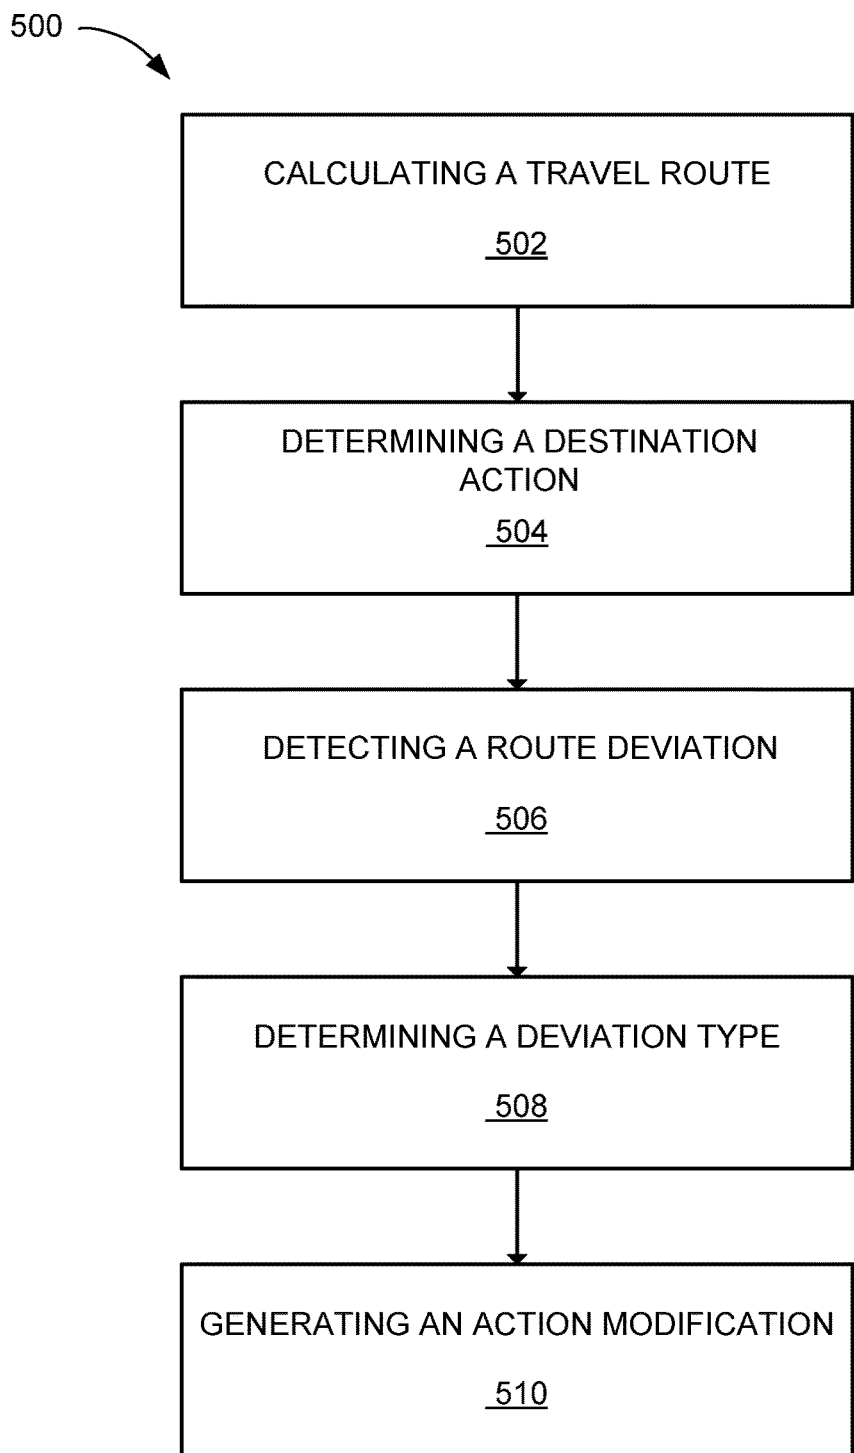 500
CALCULATING A TRAVEL ROUTE
502
DETERMINING A DESTINATION
ACTION
504
DETECTING A ROUTE DEVIATION
506
DETERMINING A DEVIATION TYPE
508
GENERATING AN ACTION MODIFICATION
510